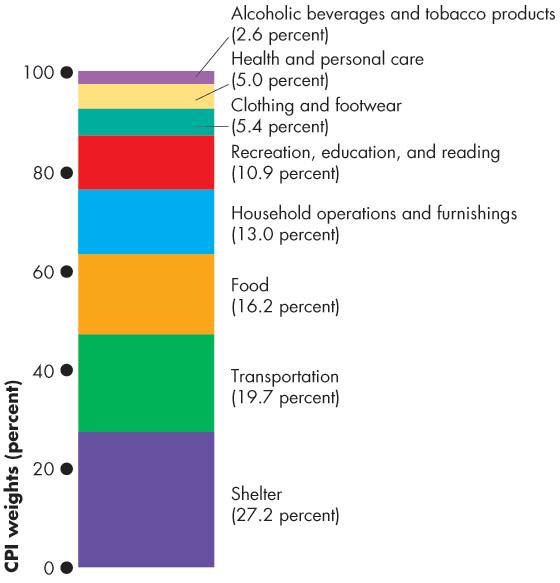 Alcoholic beverages and tobacco products
(2.6 percent)
Health and personal care
(5.0 percent)
Clothing and footwear
(5.4 percent)
Recreation, education, and reading
(10.9 percent)
Household operations and furnishings
(13.0 percent)
Food
(16.2 percent)
Transportation
(19.7 percent)
Shelter
(27.2 percent)
100
80
60
40
20
0
CPI weights (percent)